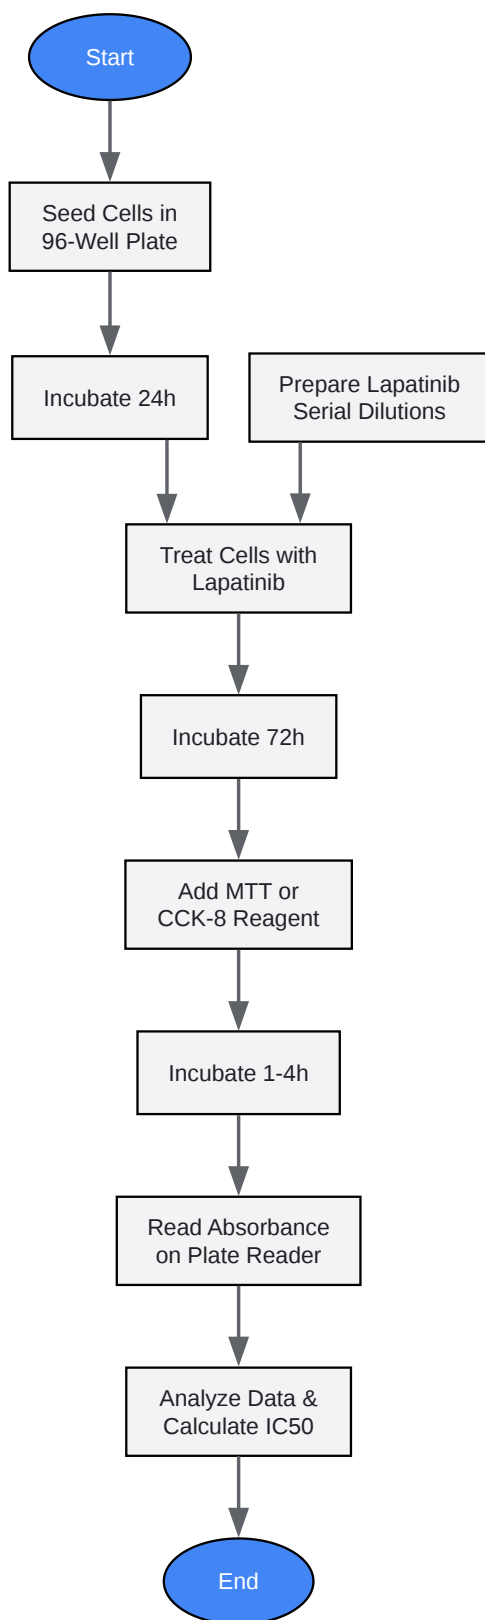 Start
Seed Cells in
96-Well Plate
Incubate 24h
Prepare Lapatinib
Serial Dilutions
Treat Cells with
Lapatinib
Incubate 72h
Add MTT or
CCK-8 Reagent
Incubate 1-4h
Read Absorbance
on Plate Reader
Analyze Data &
Calculate IC50
End